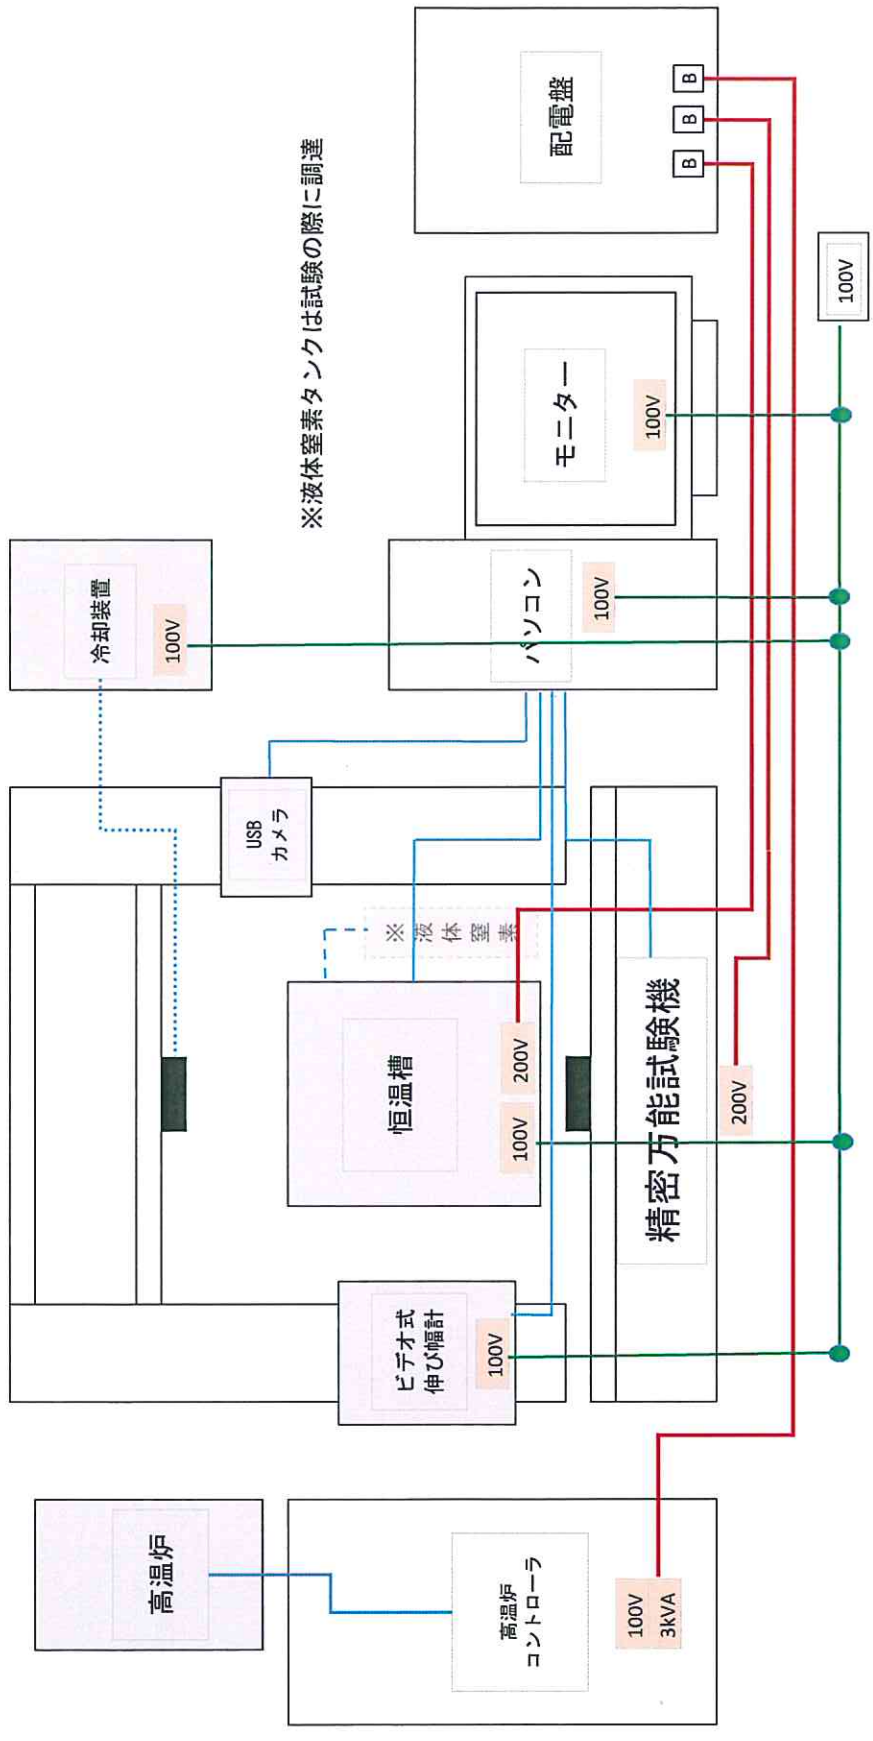 高温炉
高温炉
コントローラ
100V
3kVA
ビデオ式
伸び幅計
100V
恒温槽
100V
200V
※液体窒素
精密万能試験機
200V
USB
カメラ
冷却装置
100V
パソコン
100V
モニター
100V
※液体窒素タンクは試験の際に調達
配電盤
B
B
B
100V